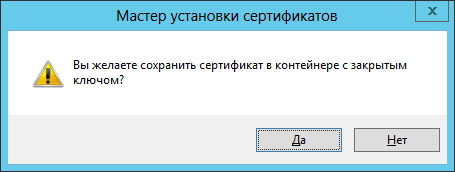 Мастер установки сертификатов
x
Вы желаете сохранить сертификат в контейнере с закрытым
ключом?
Да
Нет